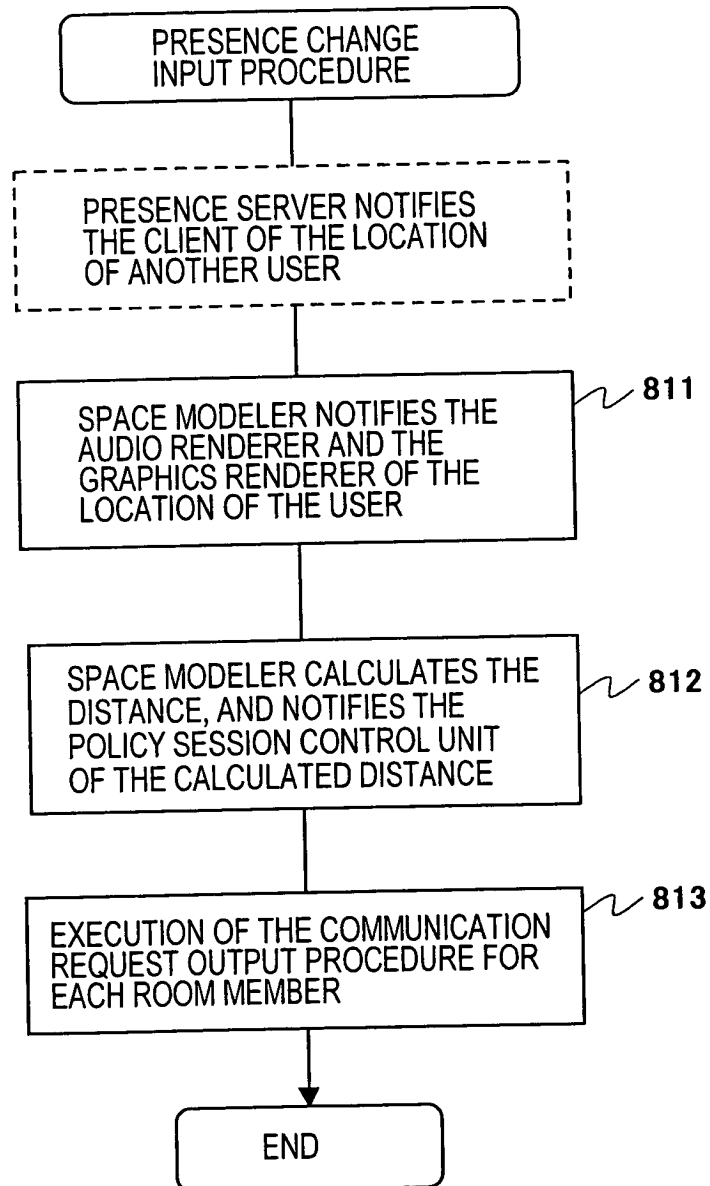 PRESENCE CHANGE
INPUT PROCEDURE
PRESENCE SERVER NOTIFIES
THE CLIENT OF THE LOCATION
OF ANOTHER USER
811
SPACE MODELER NOTIFIES THE
AUDIO RENDERER AND THE
GRAPHICS RENDERER OF THE
LOCATION OF THE USER
812
SPACE MODELER CALCULATES THE
DISTANCE, AND NOTIFIES THE
POLICY SESSION CONTROL UNIT
OF THE CALCULATED DISTANCE
813
EXECUTION OF THE COMMUNICATION
REQUEST OUTPUT PROCEDURE FOR
EACH ROOM MEMBER
END